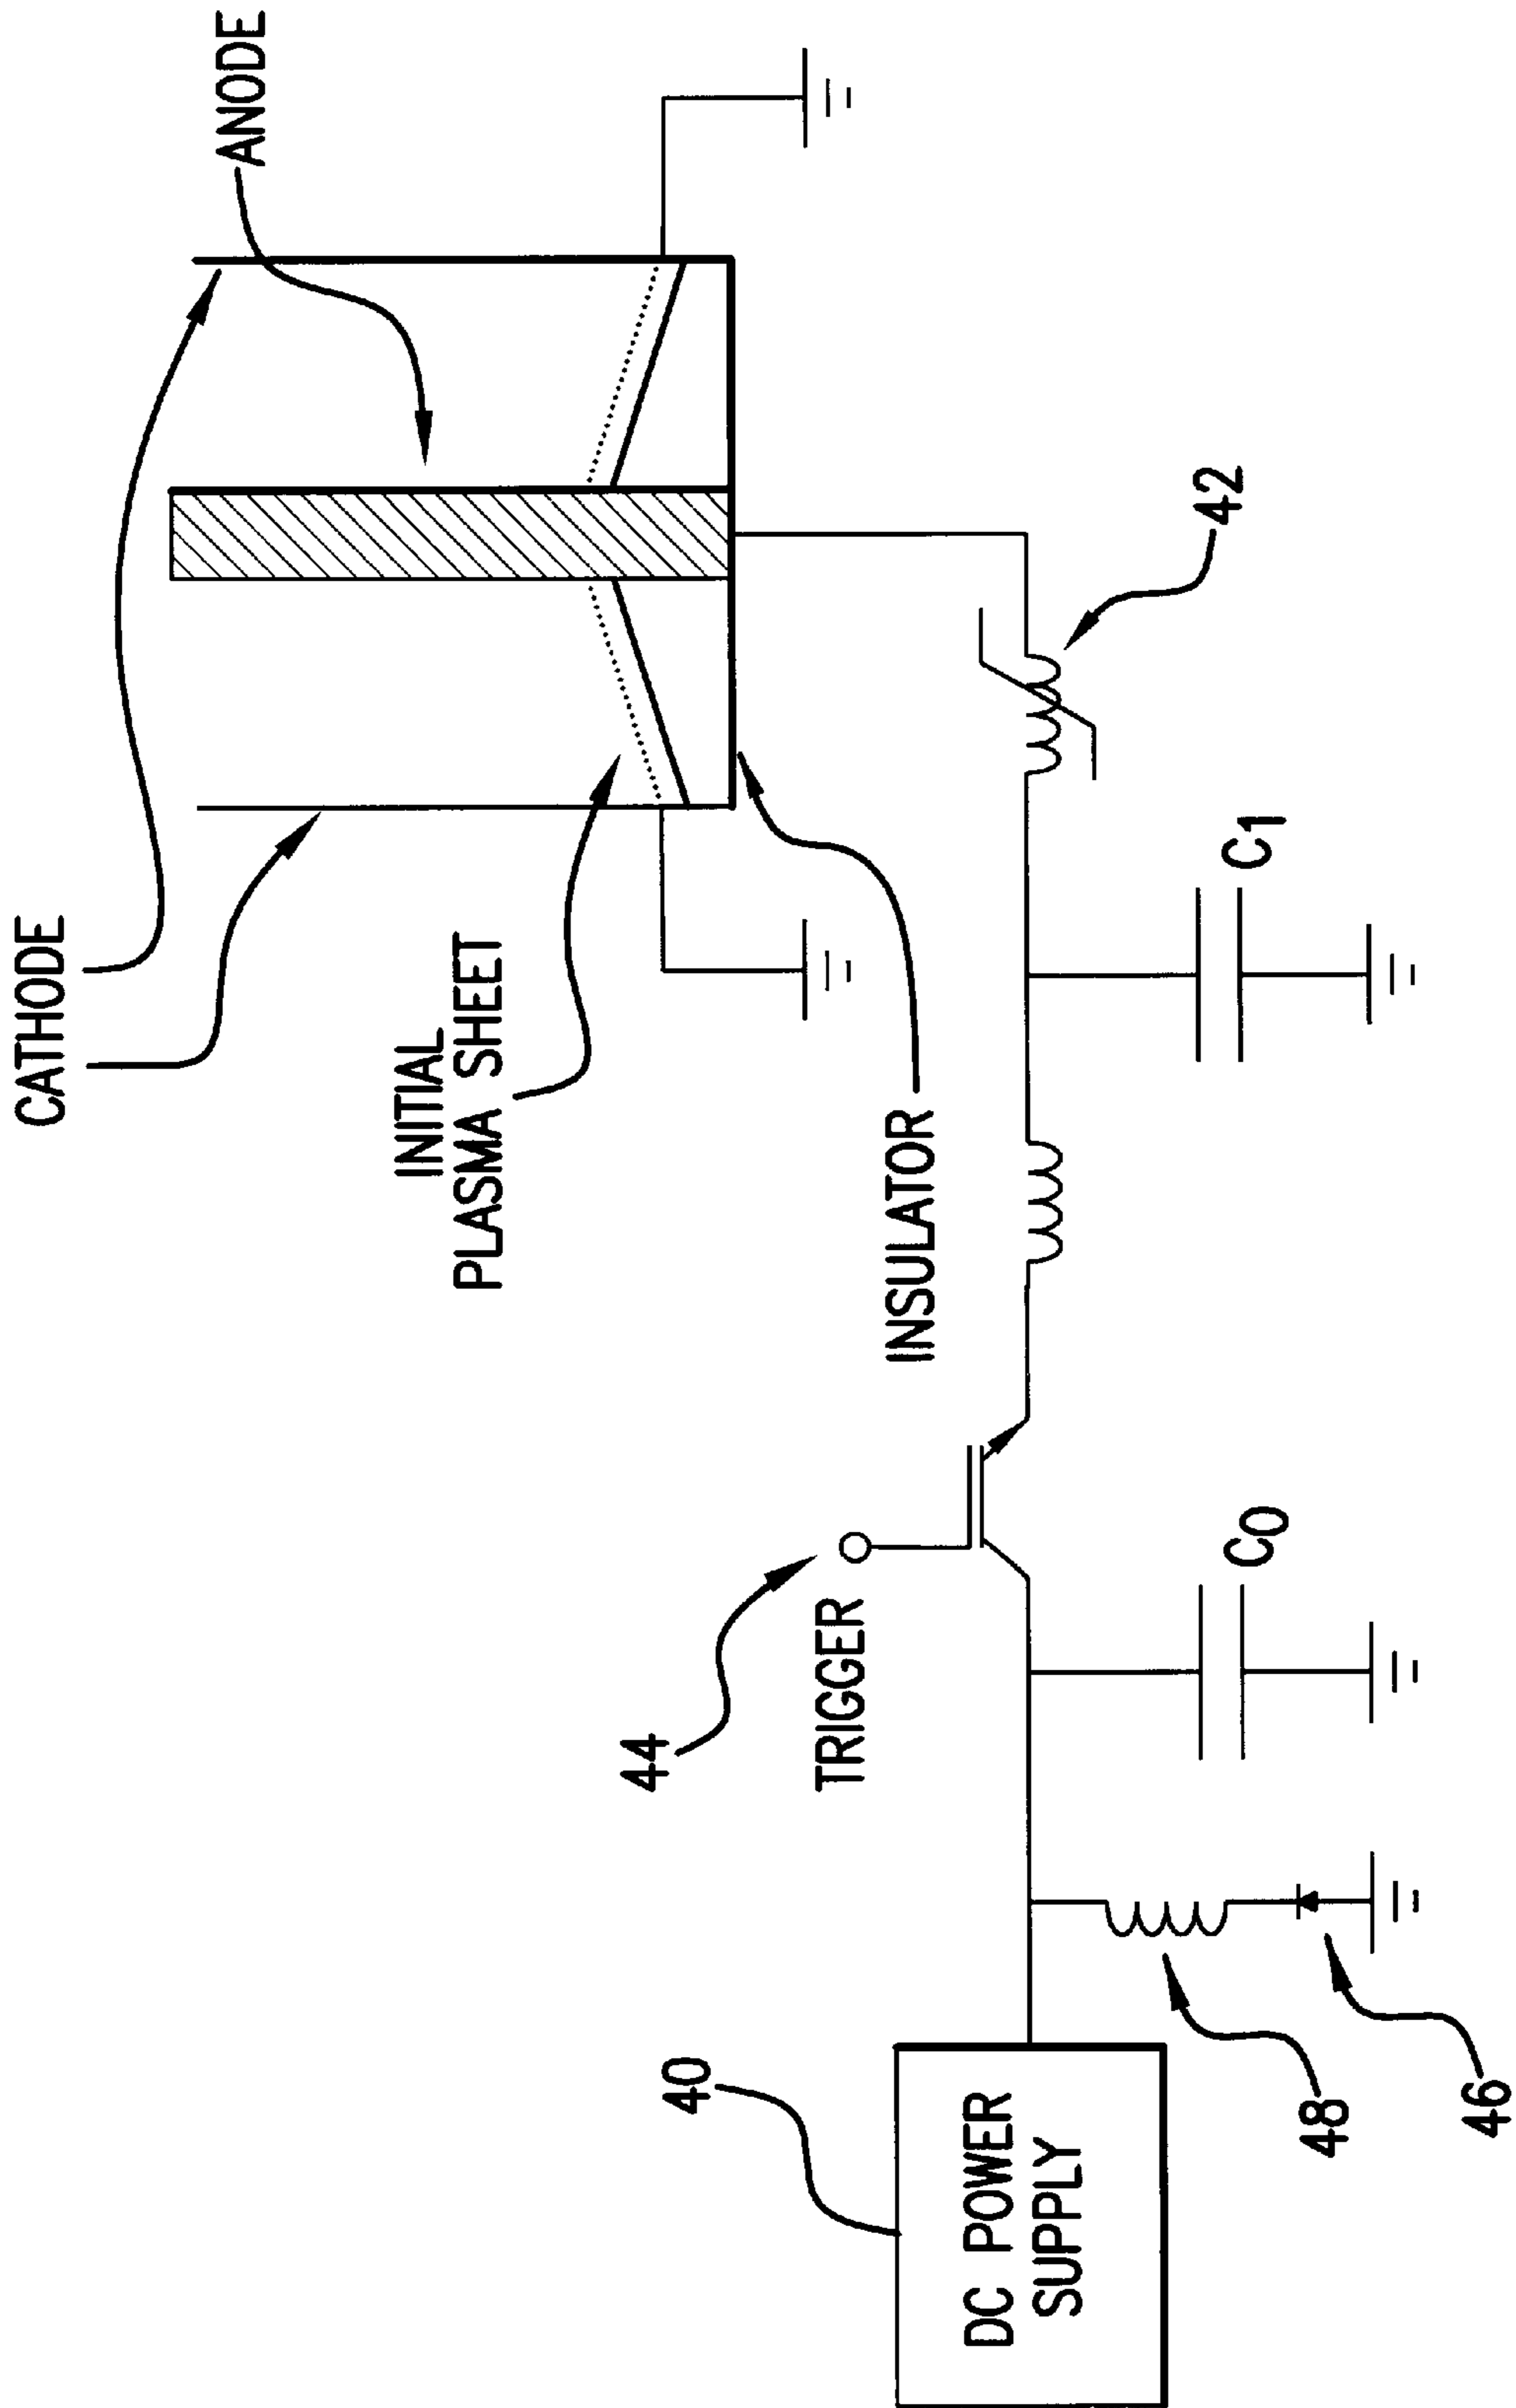 CATHODE
ANODE
INITIAL
PLASMA SHEET
INSULATOR
44
TRIGGER
42
40
DC POWER
SUPPLY
C0
C1
48
46